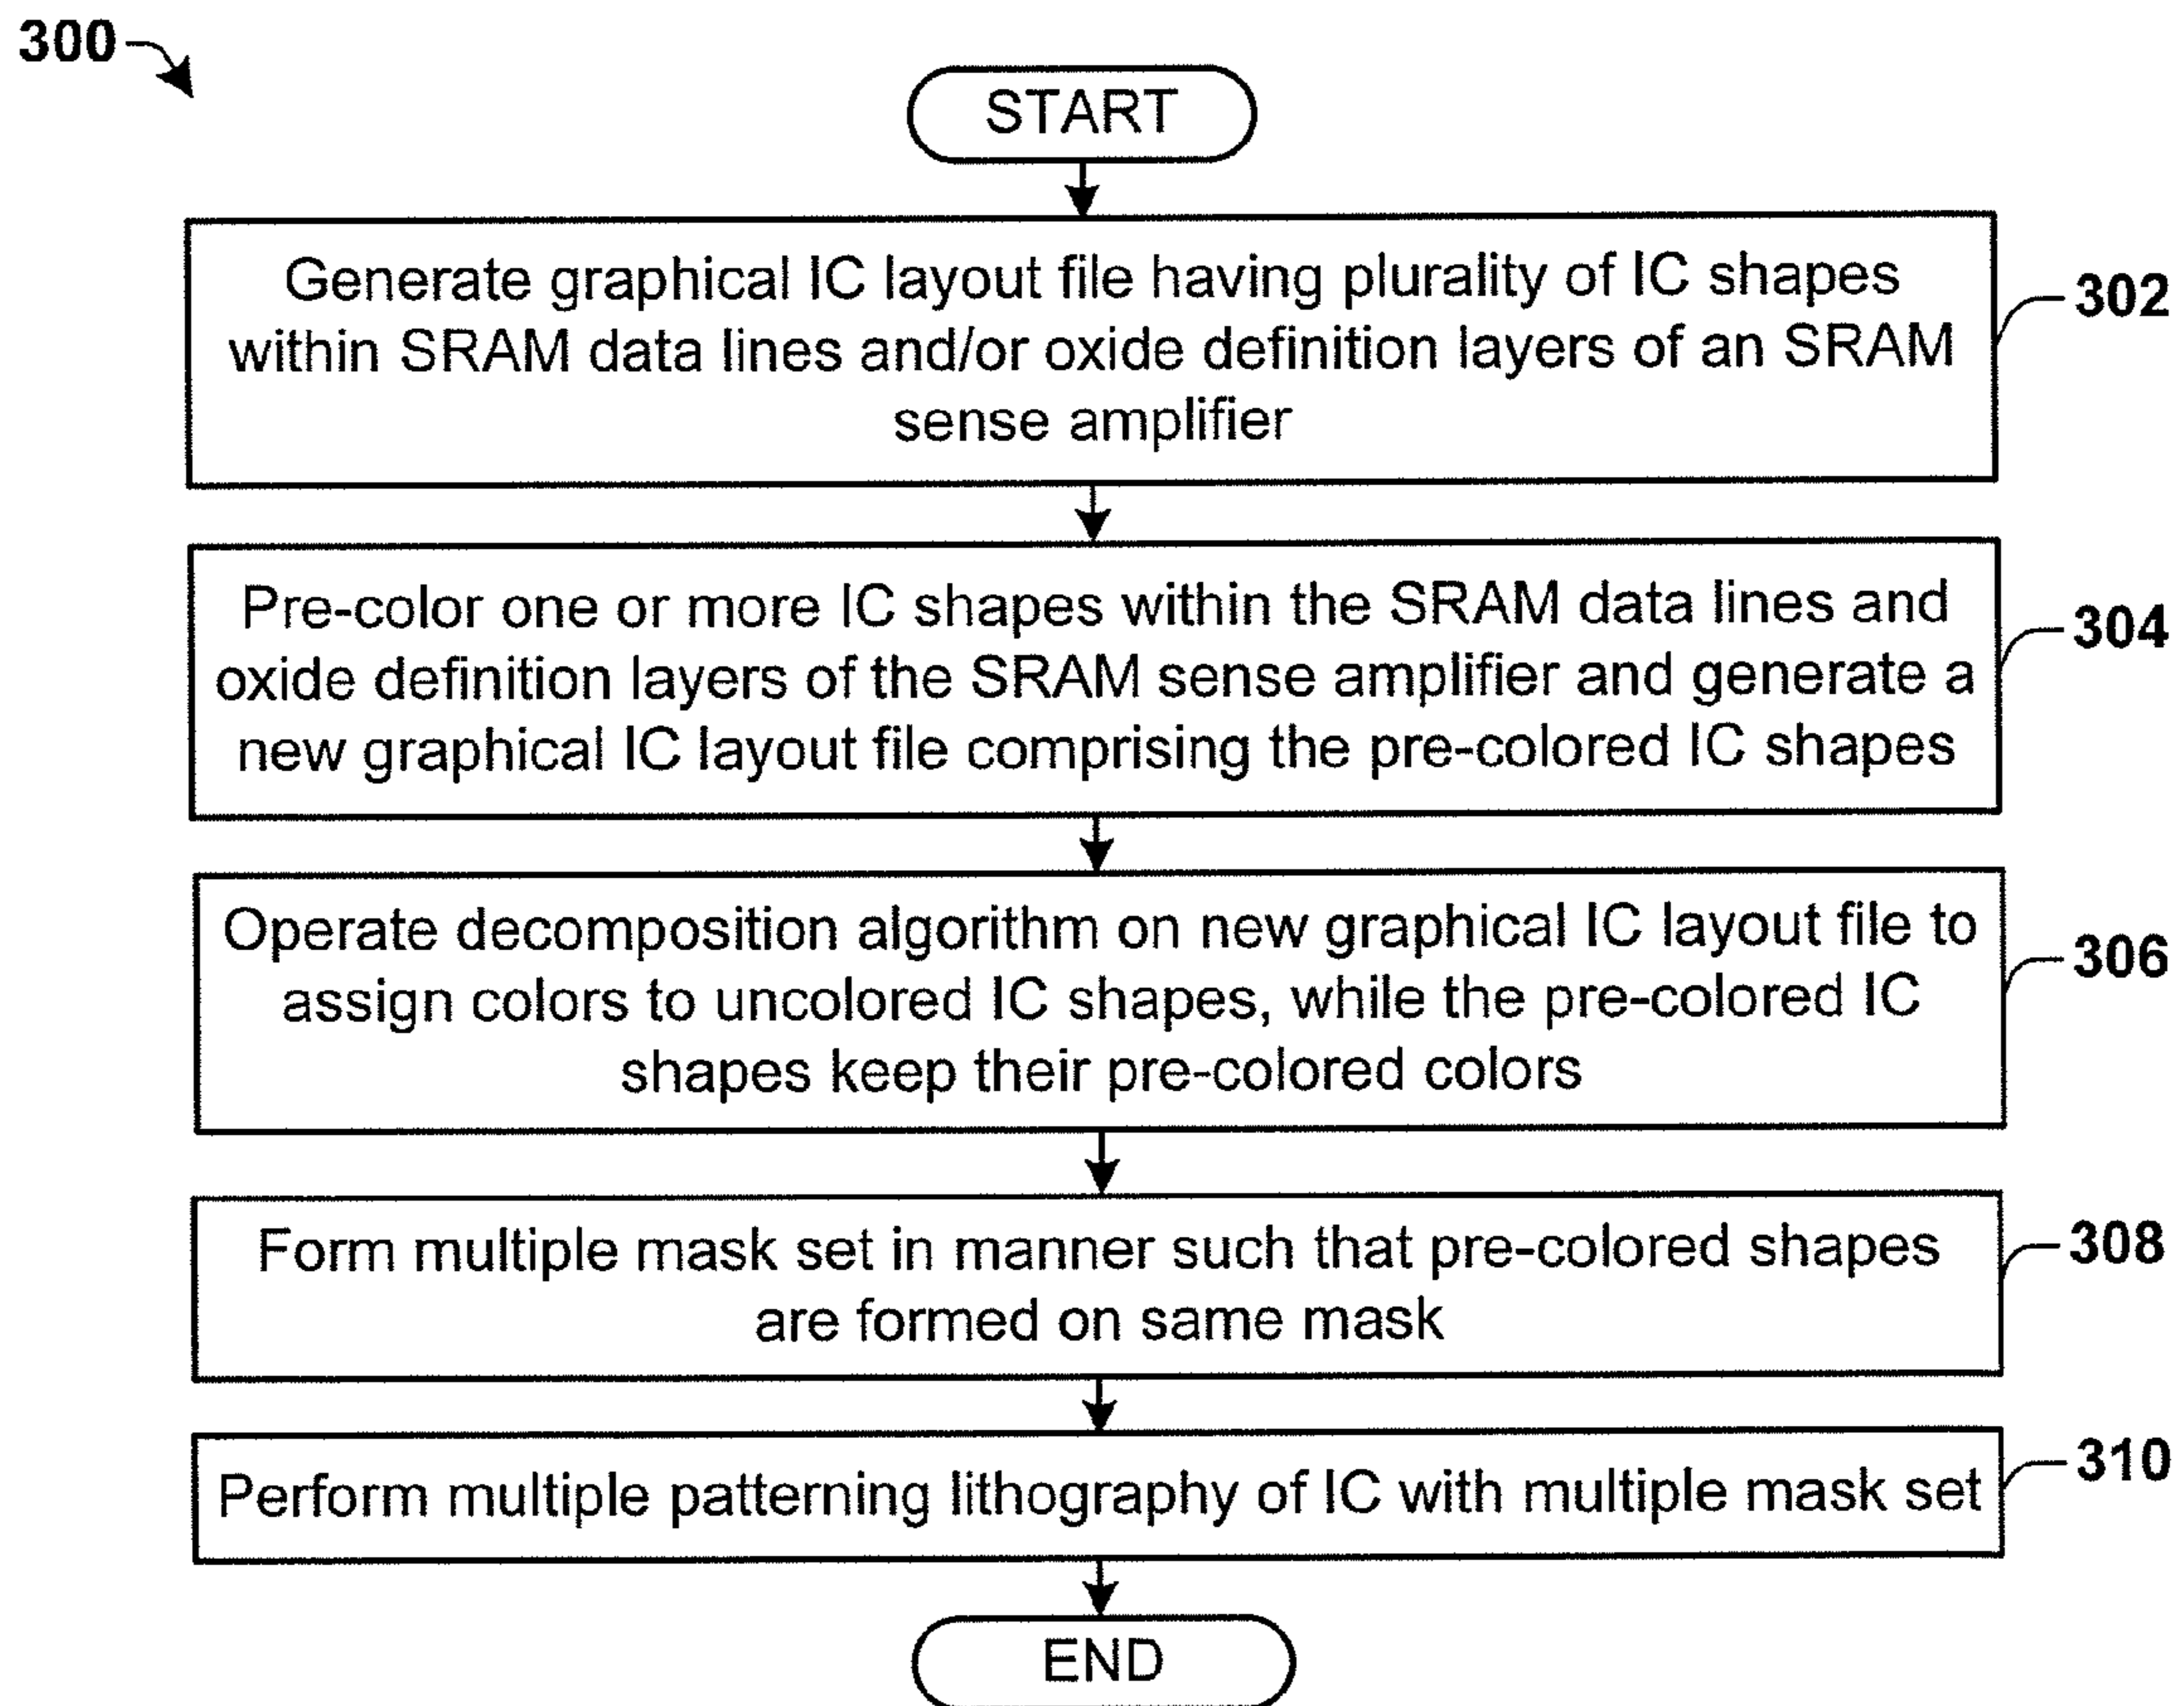 300
START
Generate graphical IC layout file having plurality of IC shapes
within SRAM data lines and/or oxide definition layers of an SRAM
sense amplifier
302
Pre-color one or more IC shapes within the SRAM data lines and
oxide definition layers of the SRAM sense amplifier and generate a
new graphical IC layout file comprising the pre-colored IC shapes
304
Operate decomposition algorithm on new graphical IC layout file to
assign colors to uncolored IC shapes, while the pre-colored IC
shapes keep their pre-colored colors
306
Form multiple mask set in manner such that pre-colored shapes
are formed on same mask
308
Perform multiple patterning lithography of IC with multiple mask set
310
END